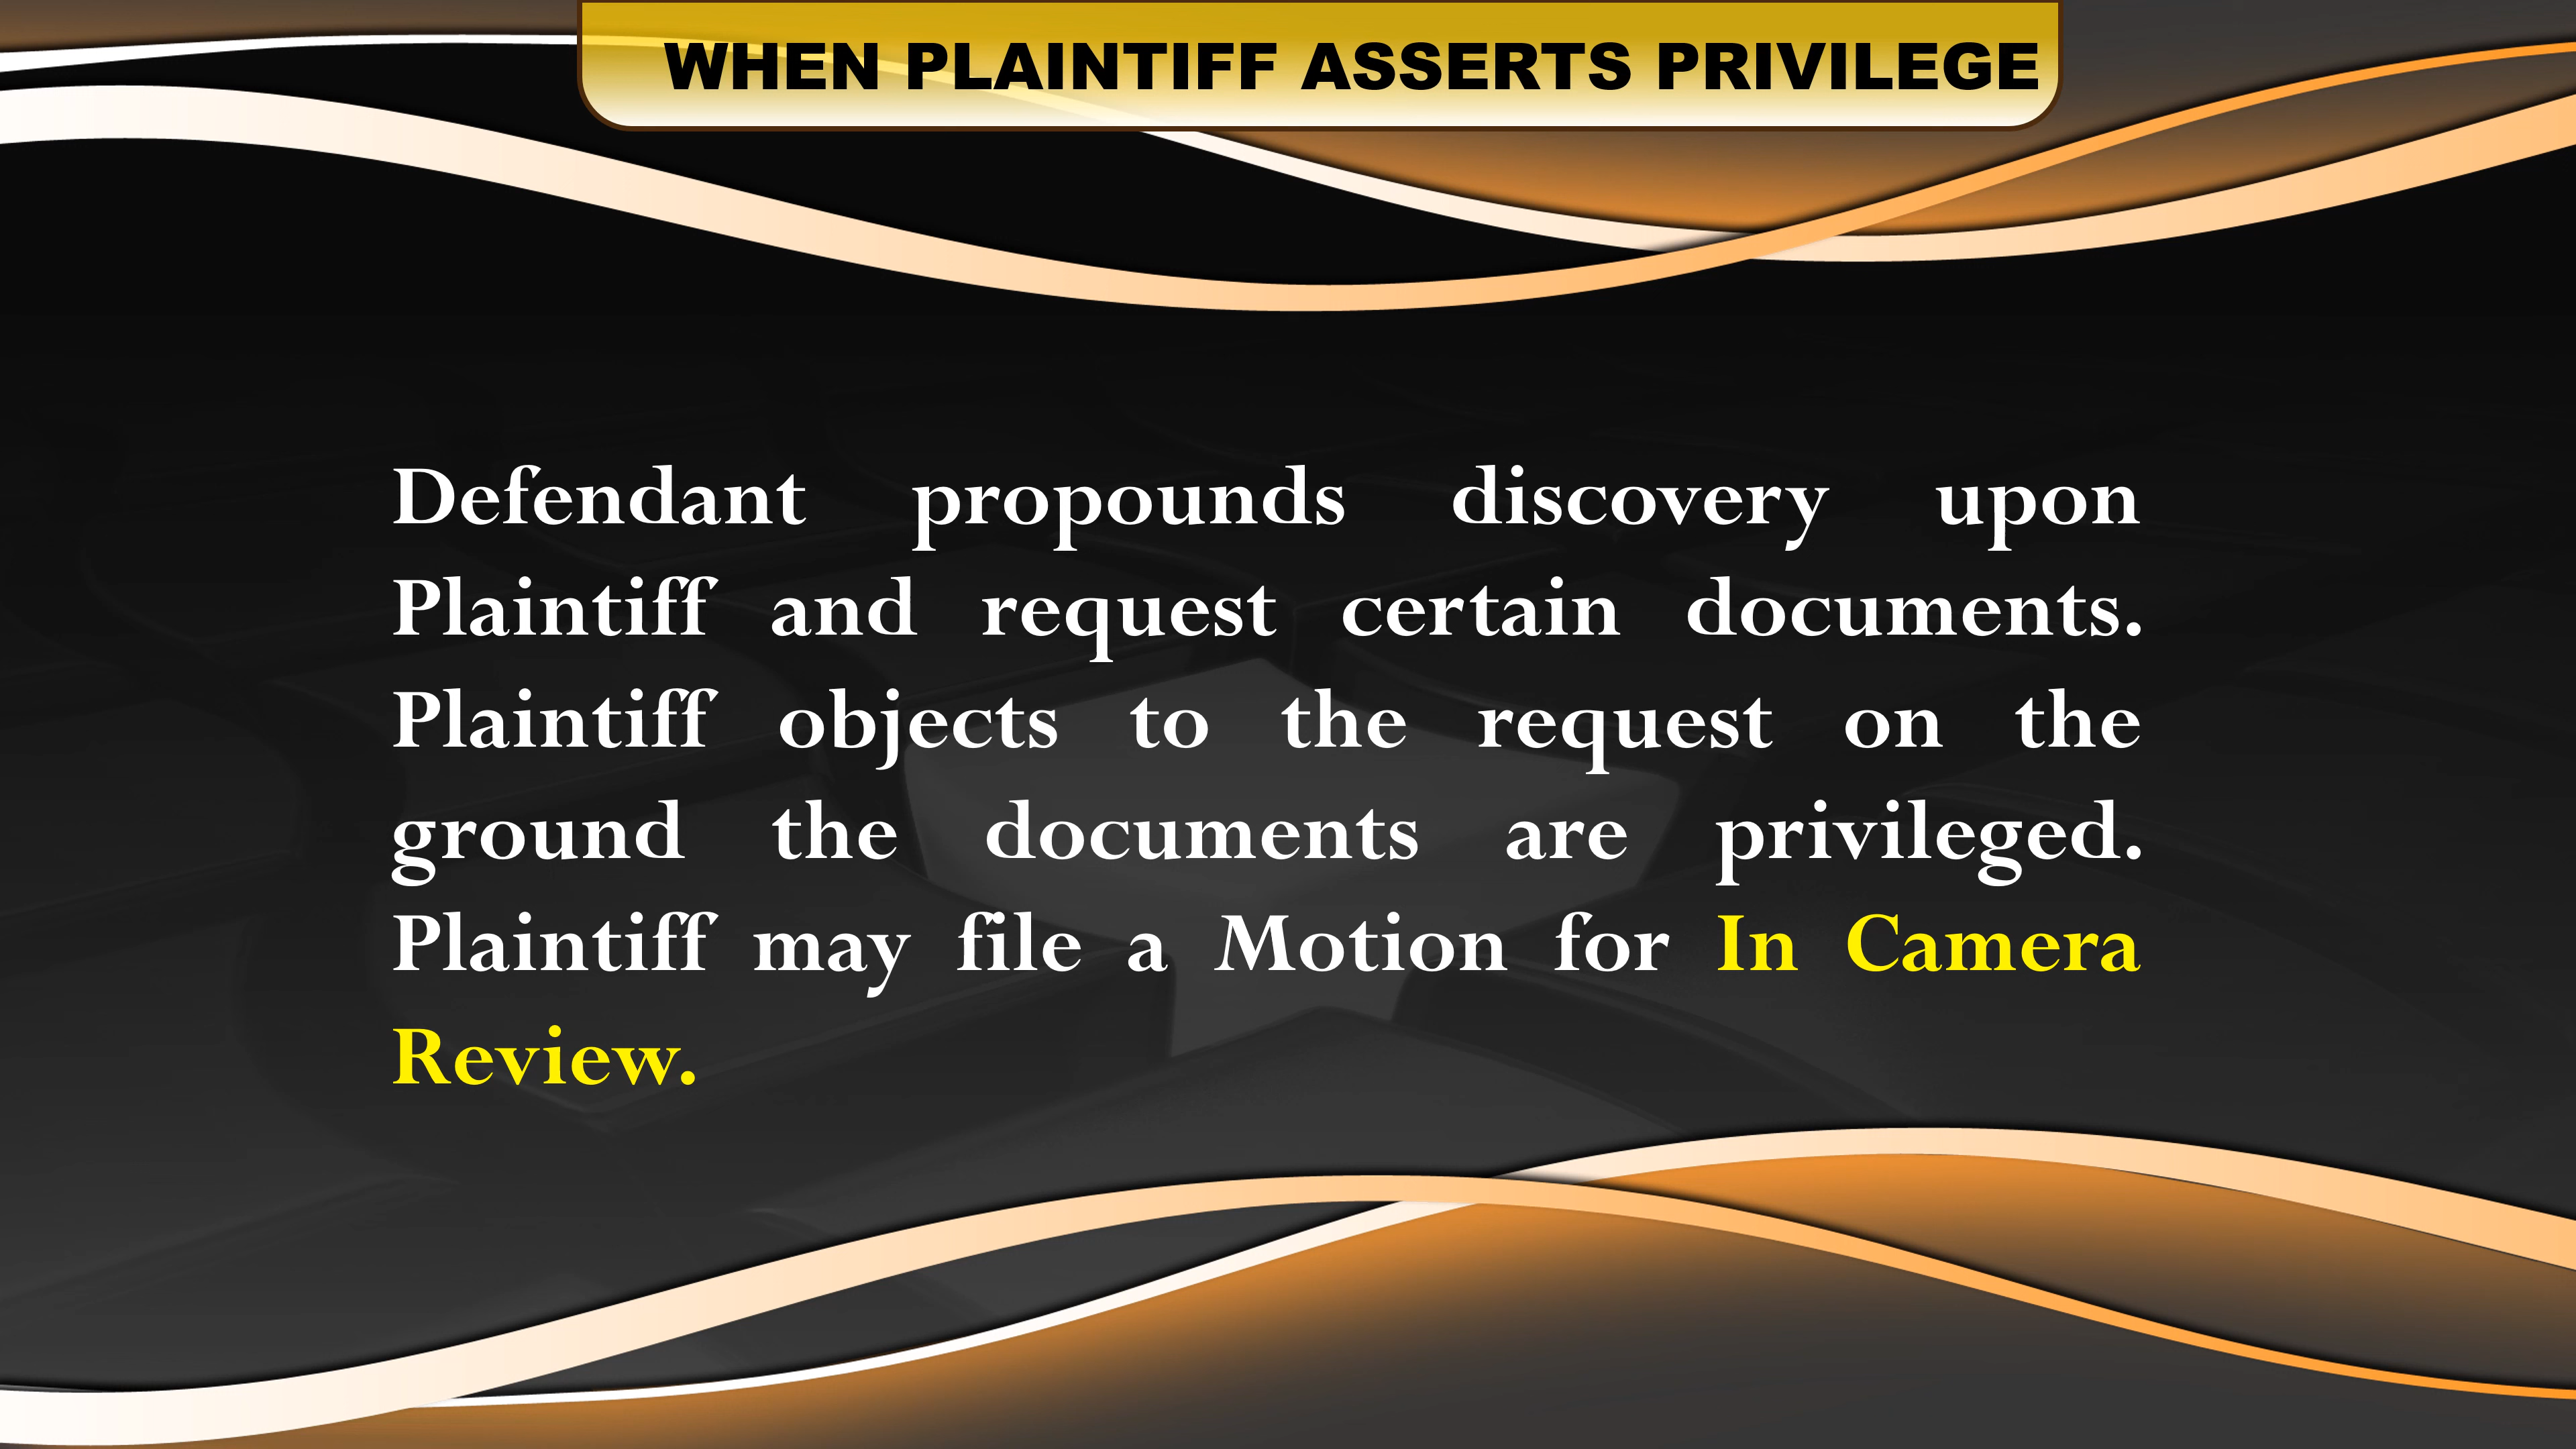 WHEN PLAINTIFF ASSERTS PRIVILEGE
Defendant propounds discovery upon
Plaintiff and request certain documents.
Plaintiff objects to the request on the
ground the documents are privileged.
Plaintiff may file a Motion for In Camera
Review.